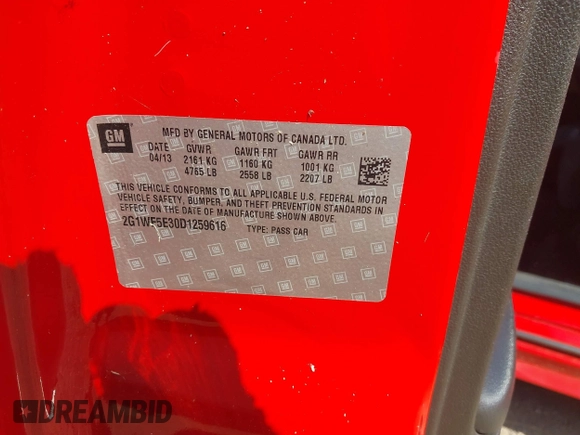 GM
MFD BY GENERAL MOTORS OF CANADA LTD.
DATE GVWR GAWR FRT GAWR RR
04/13 2161 KG 1160 KG 1001 KG
4765 LB 2558 LB 2207 LB
THIS VEHICLE CONFORMS TO ALL APPLICABLE U.S. FEDERAL MOTOR
VEHICLE SAFETY, BUMPER, AND THEFT PREVENTION STANDARDS IN
EFFECT ON THE DATE OF MANUFACTURE SHOWN ABOVE.
2G1WF5E30D1259616 TYPE: PASS CAR
DREAMBID